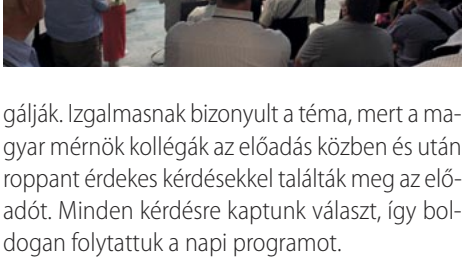 gálják. Izgalmasnak bizonyult a téma, mert a ma-
gyar mérnök kollégák az előadás közben és után
roppant érdekes kérdésekkel találták meg az elő-
adót. Minden kérdésre kaptunk választ, így bol-
dogan folytattuk a napi programot.